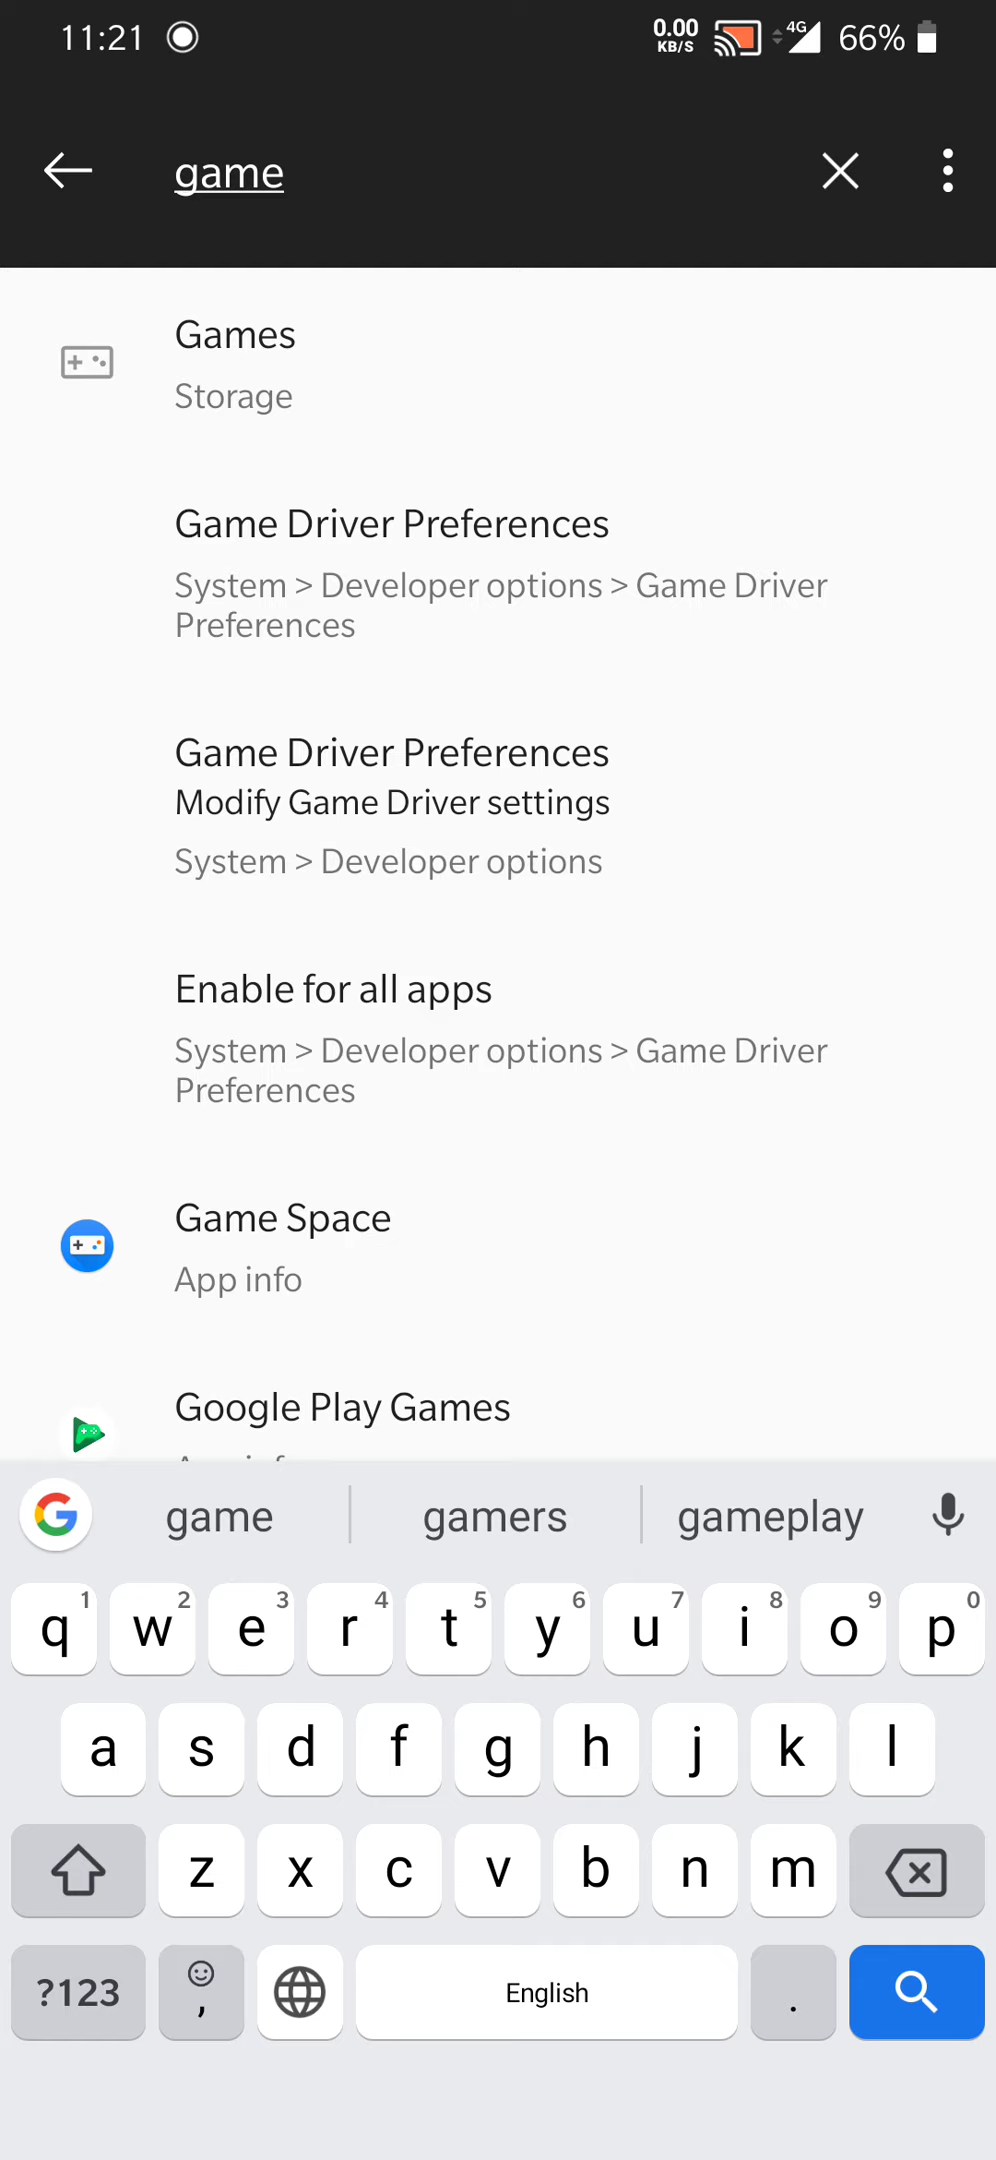 11:21 0.00 KB/S 4G 66%
game
Games
Storage
Game Driver Preferences
System > Developer options > Game Driver
Preferences
Game Driver Preferences
Modify Game Driver settings
System > Developer options
Enable for all apps
System > Developer options > Game Driver
Preferences
Game Space
App info
Google Play Games
game gamers gameplay
q1 w2 e3 r4 t5 y6 u7 i8 o9 p0
a s d f g h j k l
z x c v b n m
?123 , English .